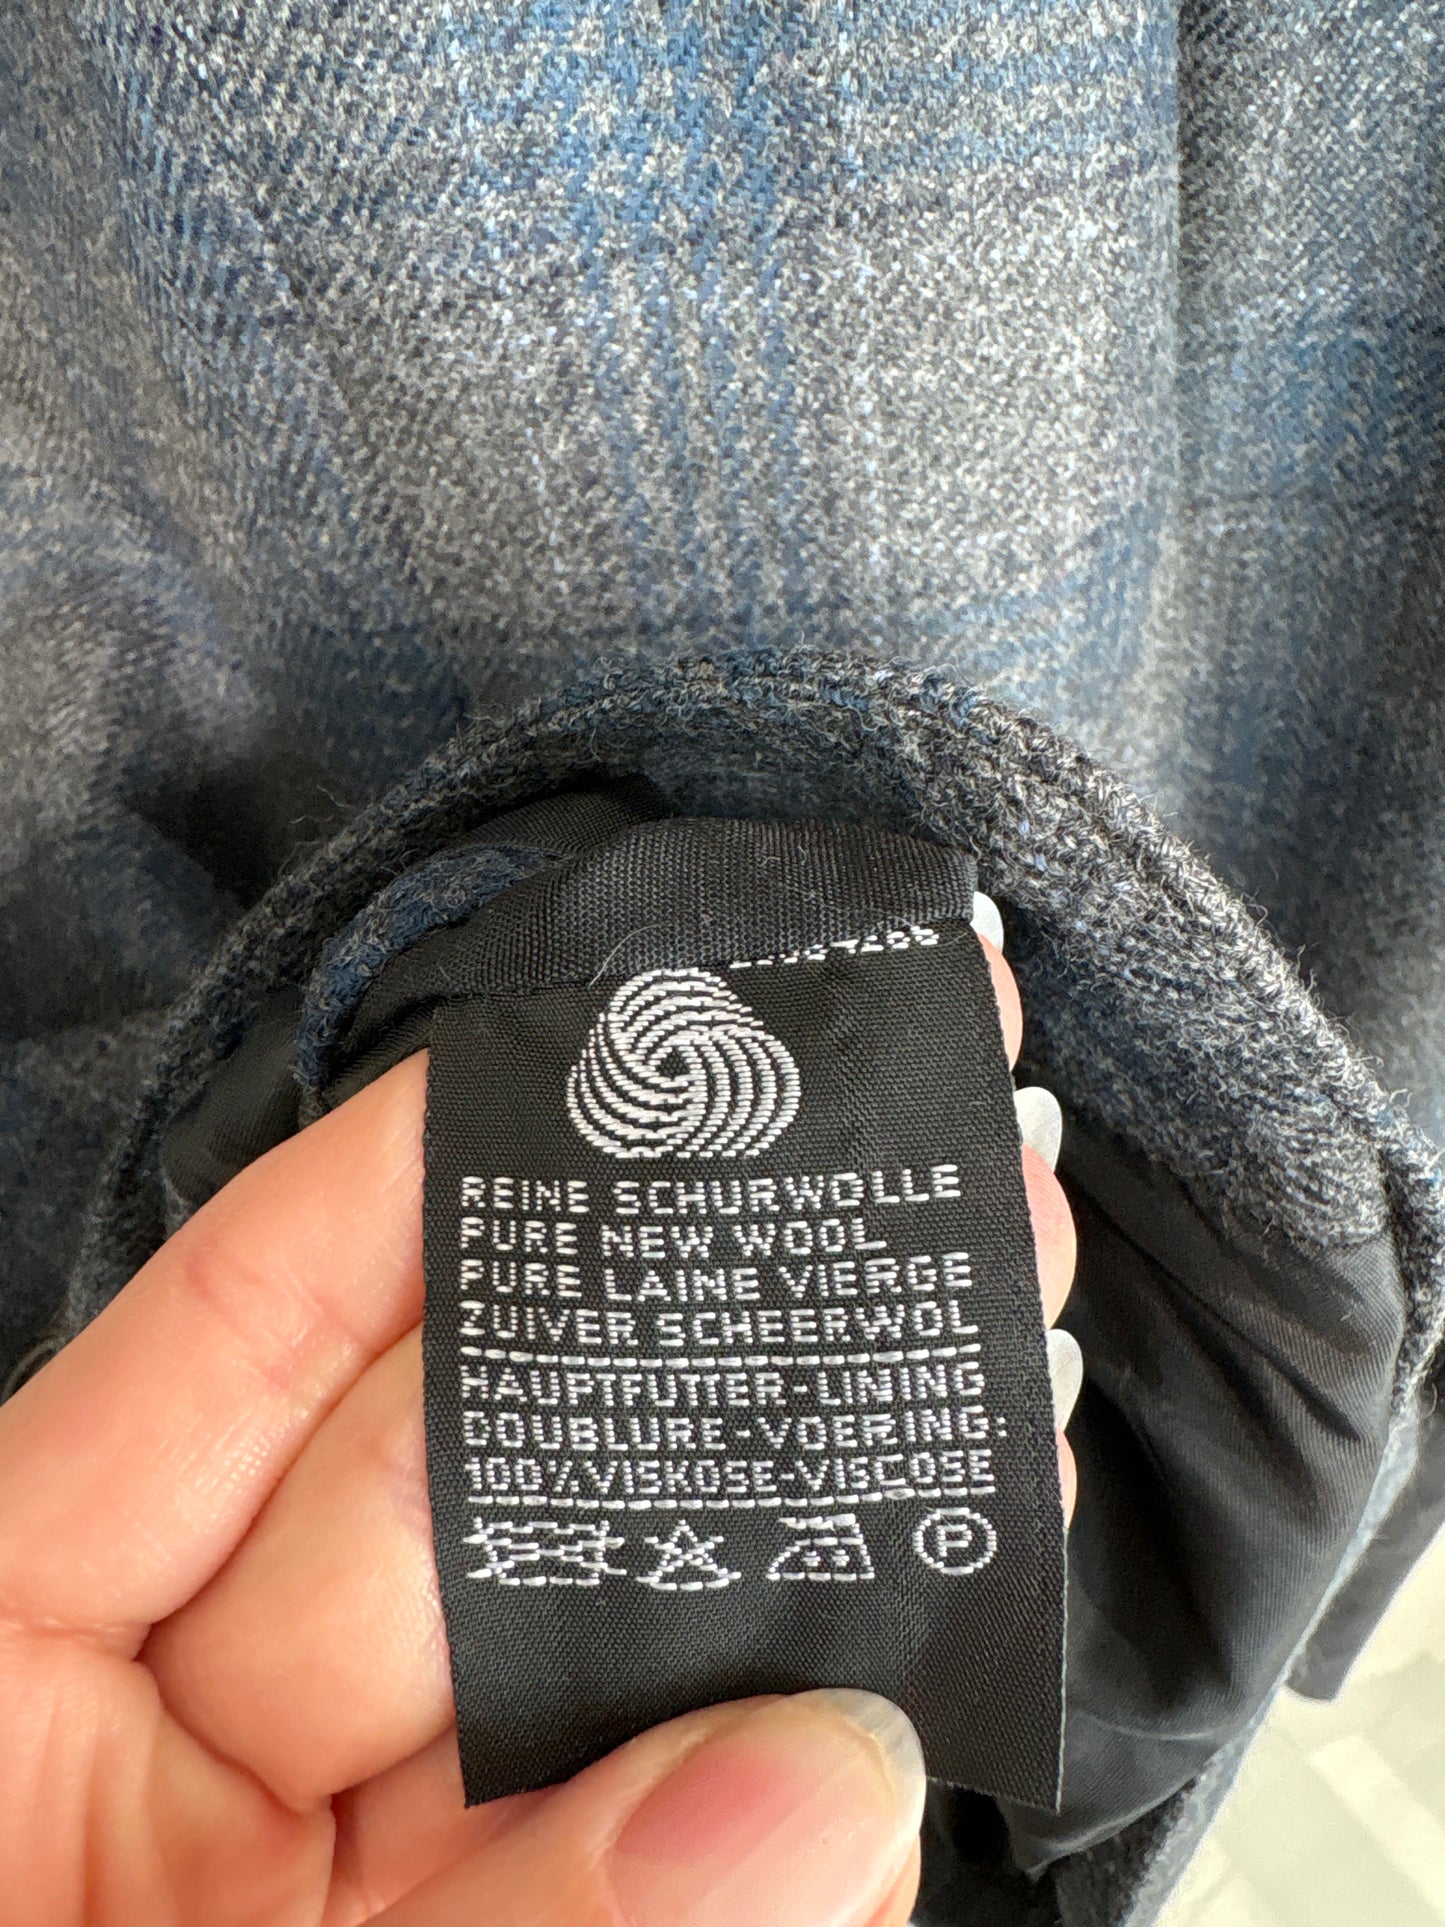 REINE SCHURWOLLE
PURE NEW WOOL
PURE LAINE VIERGE
ZUIVER SCHEERWOL
HAUPTFUTTER-LINING
DOUBLURE-VOERING:
100% VISKOSE-VISCOSE
P